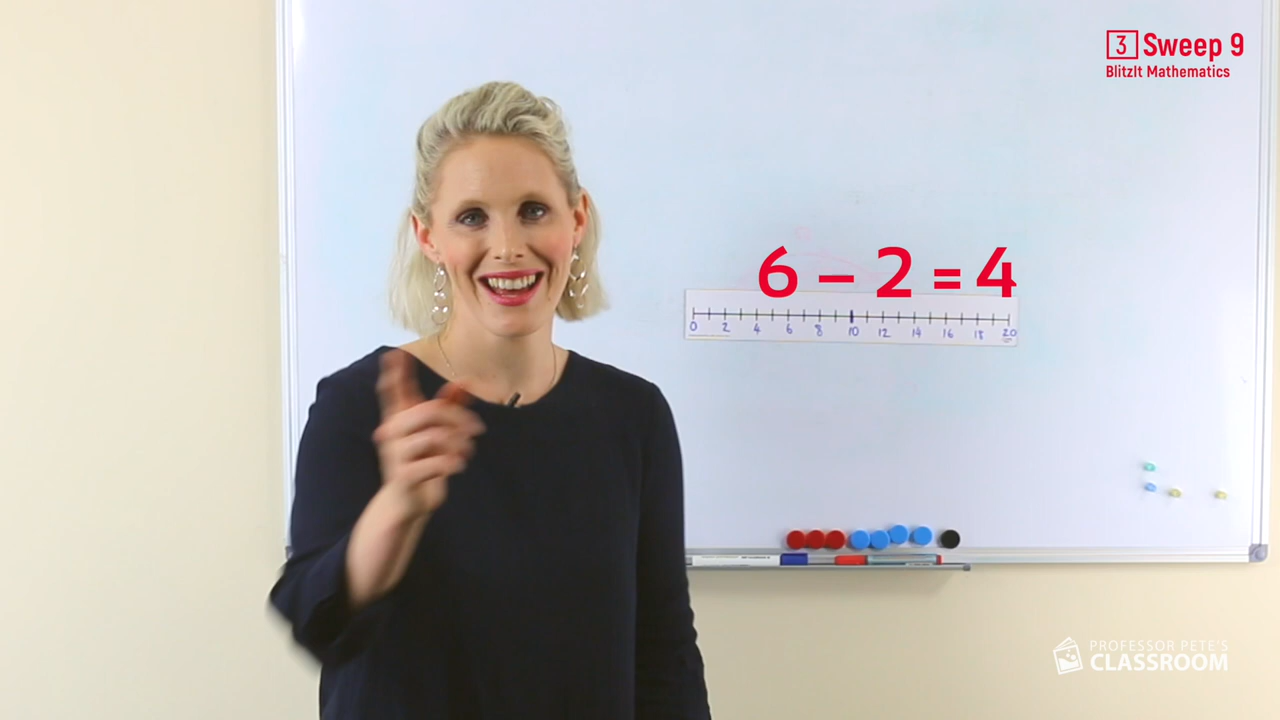 3 Sweep 9
BlitzIt Mathematics
6 – 2 = 4
0 2 4 6 8 10 12 14 16 18 20
PROFESSOR PETE'S
CLASSROOM